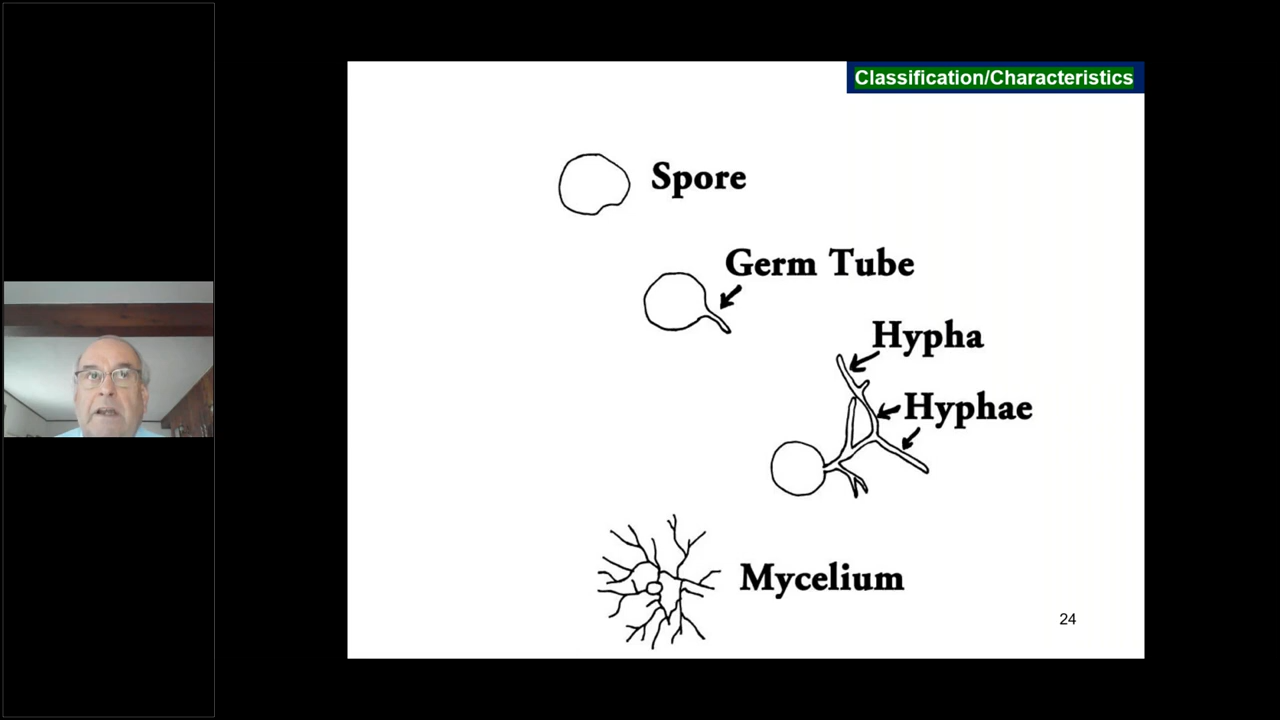 Classification/Characteristics
Spore
Germ Tube
Hypha
Hyphae
Mycelium
24